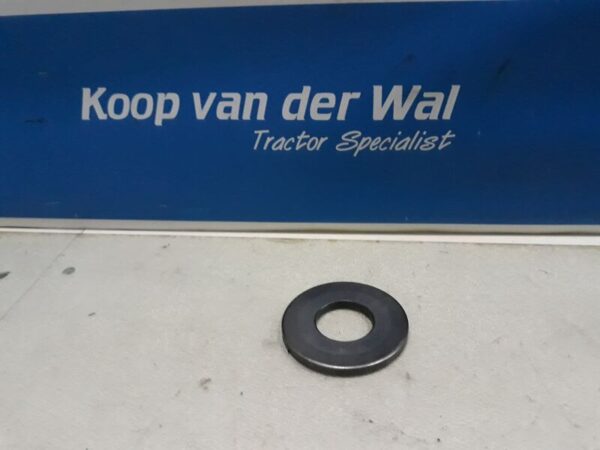 Koop van der Wal
Tractor Specialist